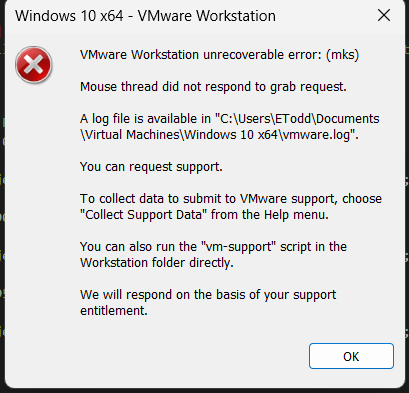 Windows 10 x64 - VMware Workstation
VMware Workstation unrecoverable error: (mks)
Mouse thread did not respond to grab request.
A log file is available in "C:\Users\ETodd\Documents
\Virtual Machines\Windows 10 x64\vmware.log".
You can request support.
To collect data to submit to VMware support, choose
"Collect Support Data" from the Help menu.
You can also run the "vm-support" script in the
Workstation folder directly.
We will respond on the basis of your support
entitlement.
OK